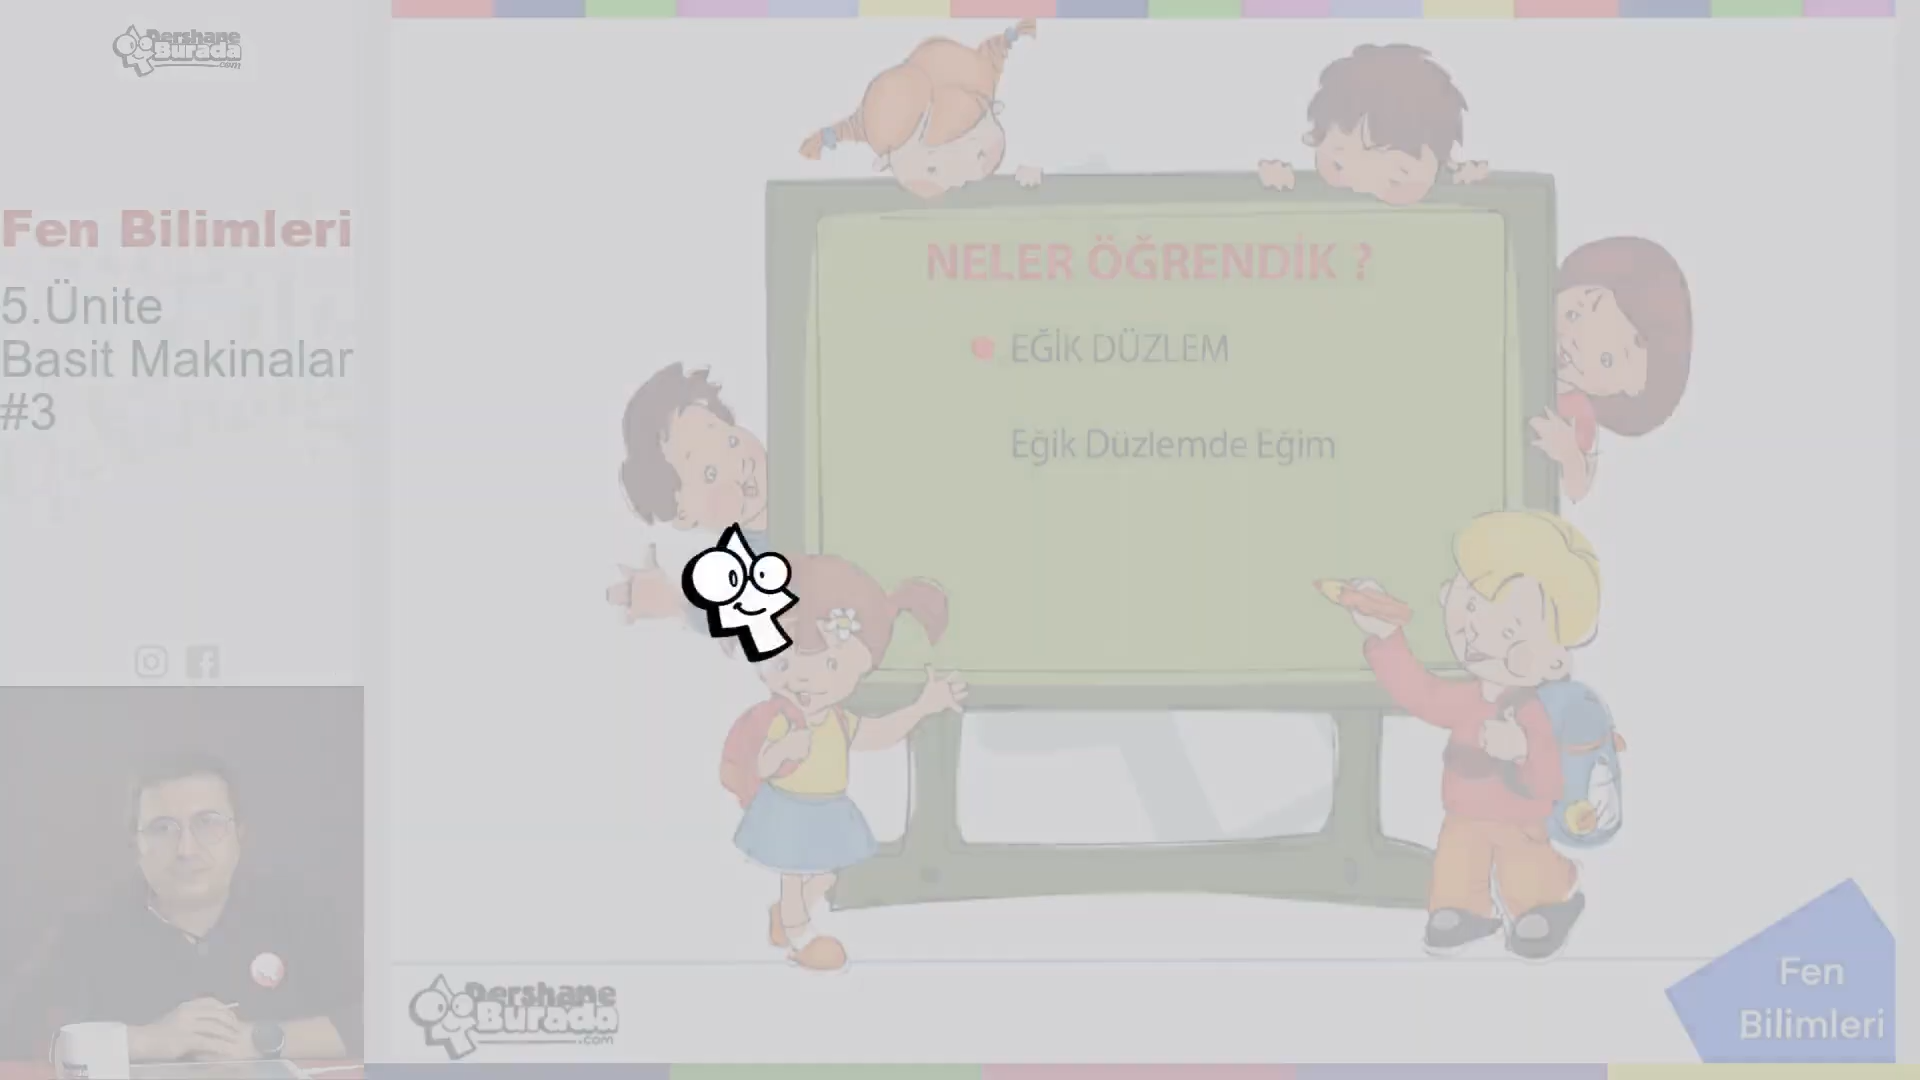 Dershane
Burada
.com
Fen Bilimleri
5.Ünite
Basit Makinalar
#3
NELER ÖĞRENDİK ?
EĞİK DÜZLEM
Eğik Düzlemde Eğim
Dershane
Burada
.com
Fen
Bilimleri